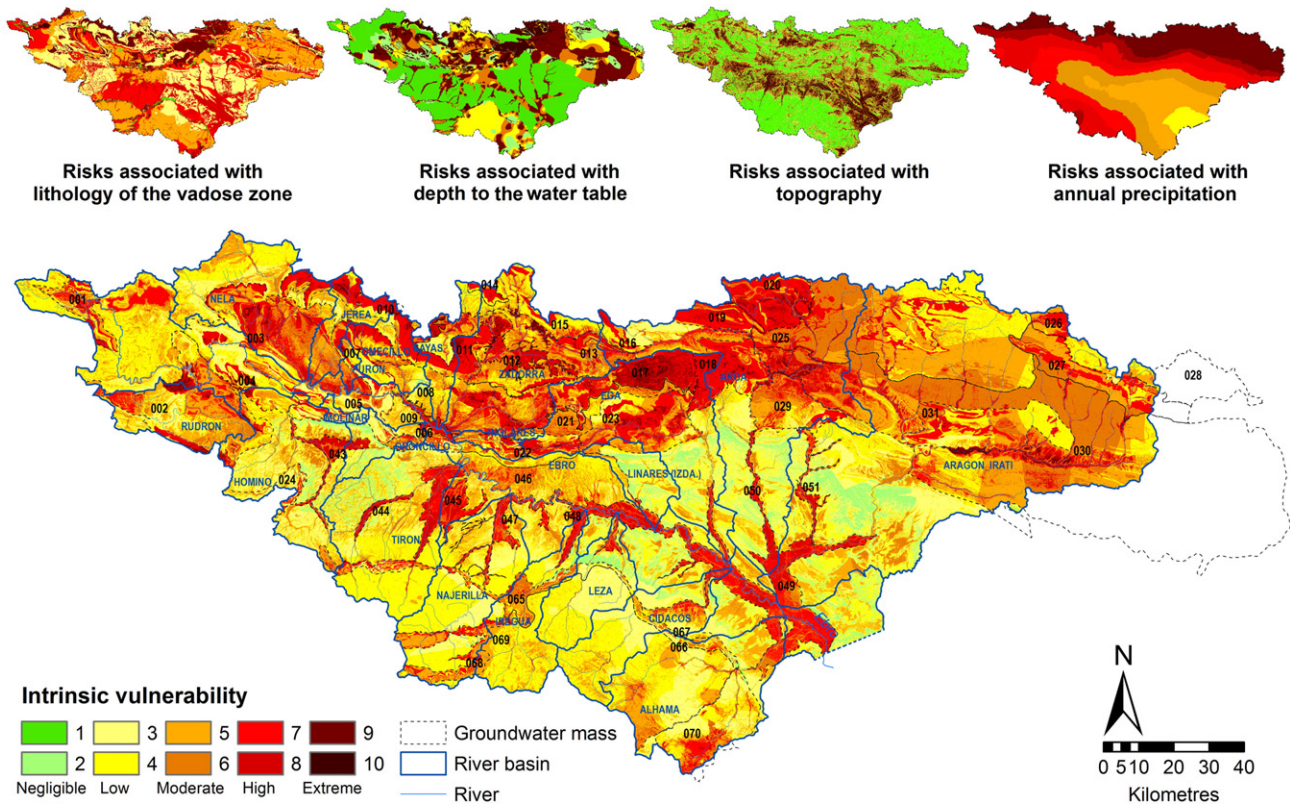 Risks associated with
lithology of the vadose zone
Risks associated with
depth to the water table
Risks associated with
topography
Risks associated with
annual precipitation
001
NELA
003
JEREA
010
014
015
016
019
020
025
026
027
028
007
OMECILLO
PURON
BAYAS
011
012
ZADORRA
013
017
018
ARGA
EGA
002
RUDRON
004
005
MOLINAR
008
009
006
ORONCILLO
021
023
022
EBRO
029
031
ARAGON
IRATI
030
HOMINO
024
043
044
045
046
047
048
LINARES (IZDA.)
050
051
TIRON
049
NAJERILLA
065
IREGUA
LEZA
CIDACOS
067
066
069
068
ALHAMA
070
Intrinsic vulnerability
1 3 5 7 9
2 4 6 8 10
Negligible Low Moderate High Extreme
Groundwater mass
River basin
River
N
0 5 10 20 30 40
Kilometres